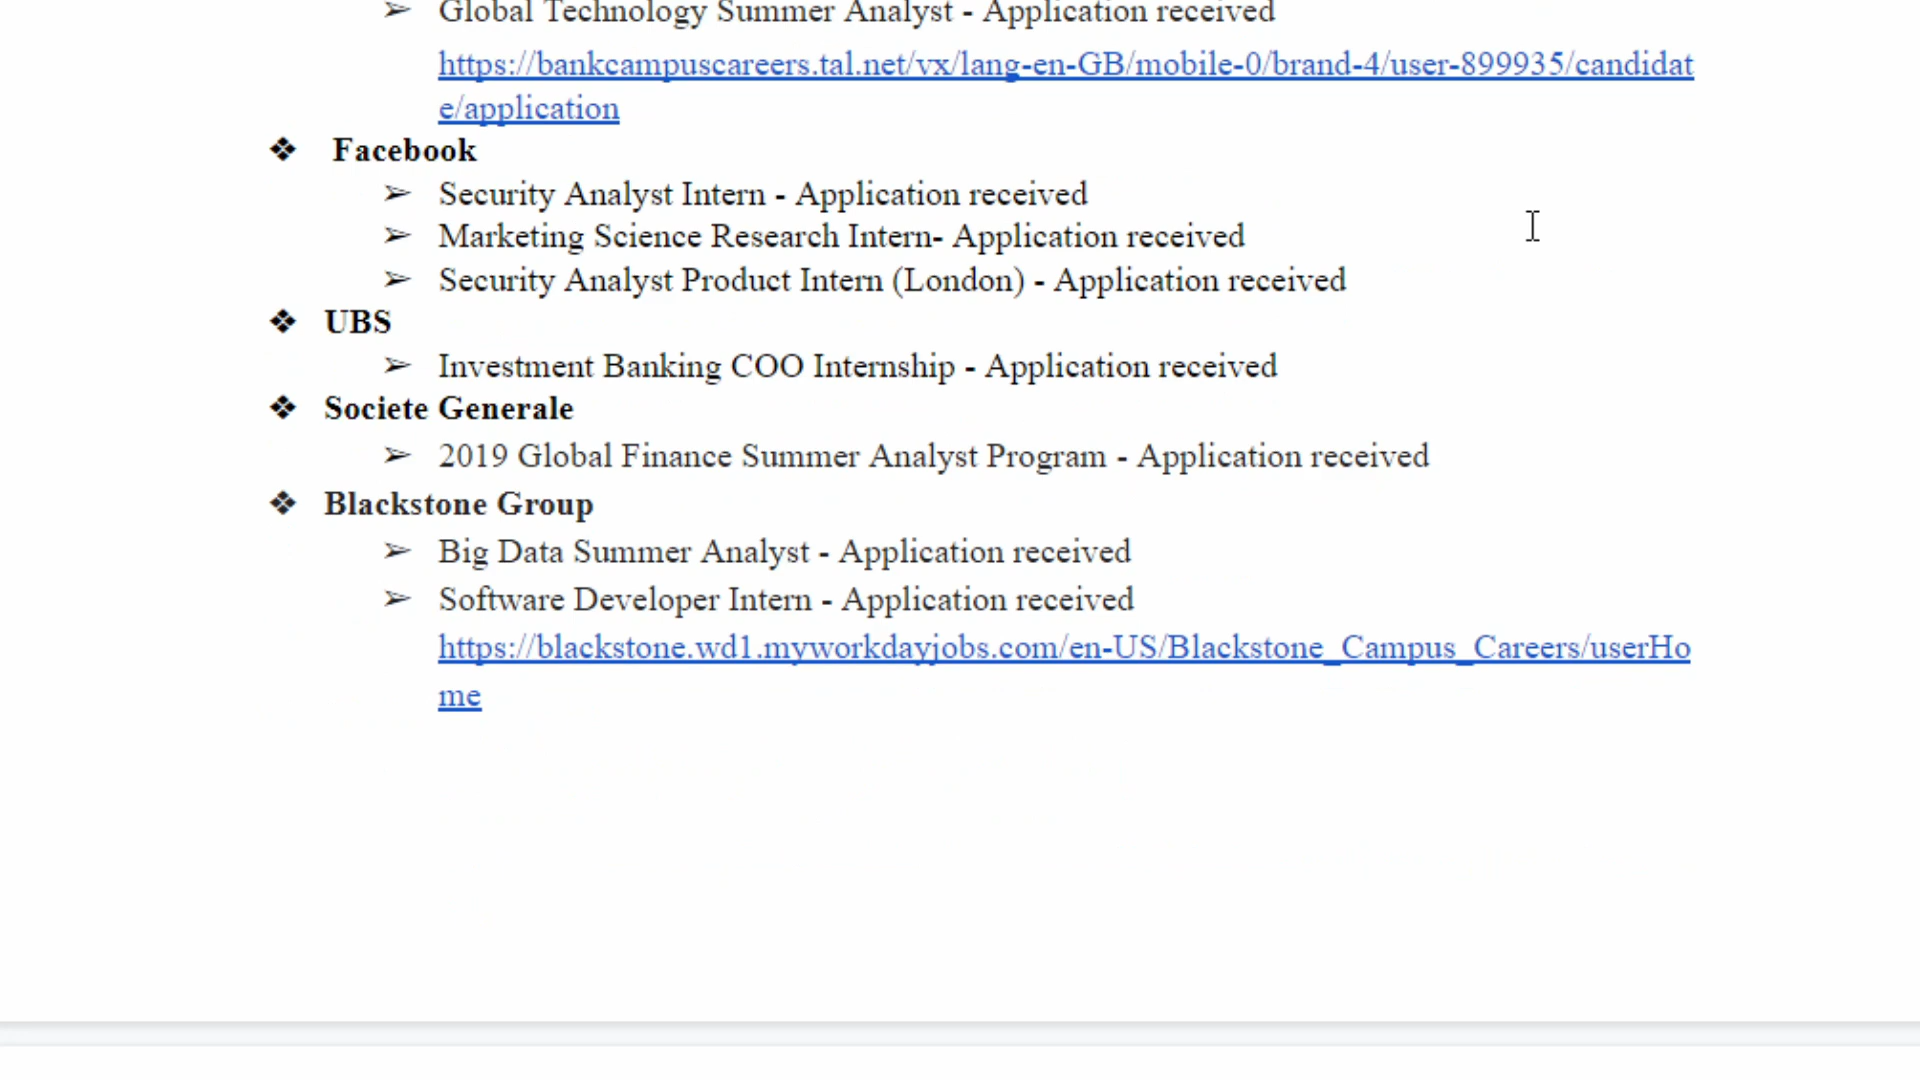 ➢ Global Technology Summer Analyst - Application received
https://bankcampuscareers.tal.net/vx/lang-en-GB/mobile-0/brand-4/user-899935/candidat
e/application
❖ Facebook
➢ Security Analyst Intern - Application received
➢ Marketing Science Research Intern- Application received
➢ Security Analyst Product Intern (London) - Application received
❖ UBS
➢ Investment Banking COO Internship - Application received
❖ Societe Generale
➢ 2019 Global Finance Summer Analyst Program - Application received
❖ Blackstone Group
➢ Big Data Summer Analyst - Application received
➢ Software Developer Intern - Application received
https://blackstone.wd1.myworkdayjobs.com/en-US/Blackstone_Campus_Careers/userHo
me